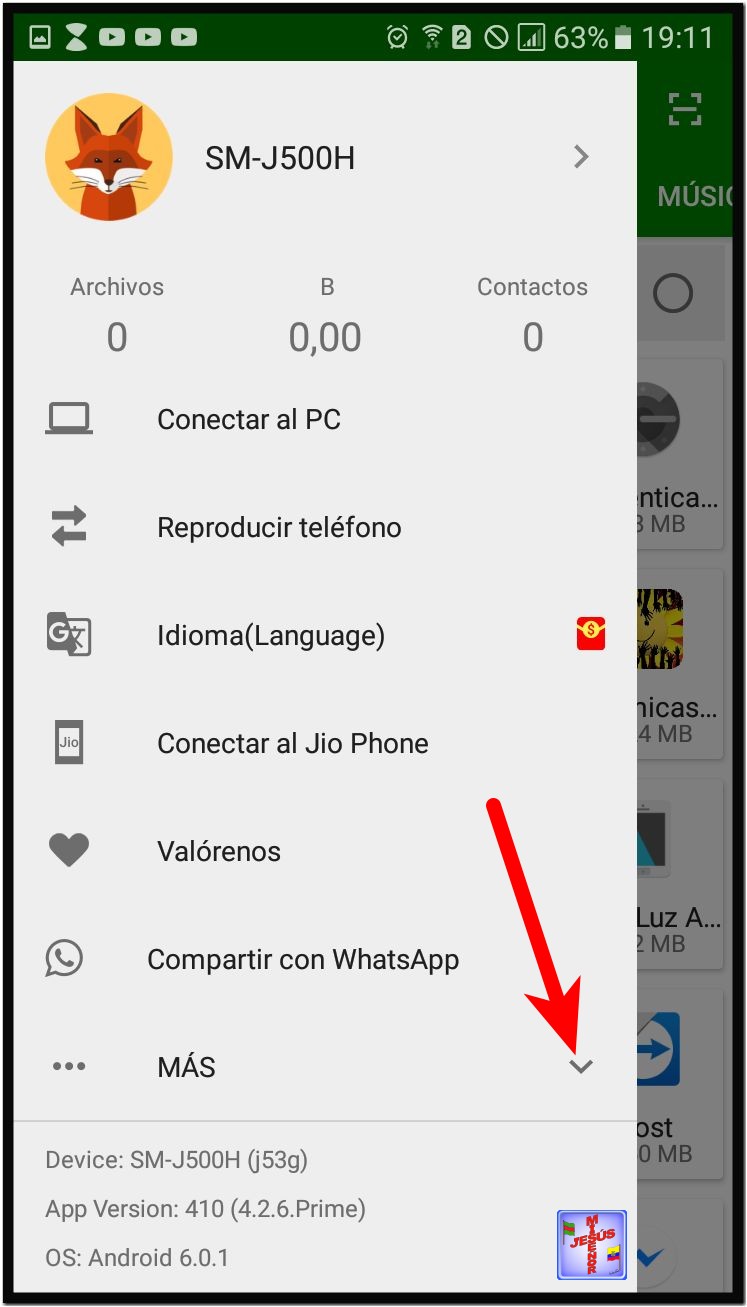 2 63% 19:11
SM-J500H
MÚSIC
Archivos B Contactos
0 0,00 0
Conectar al PC
entica...
3 MB
Reproducir teléfono
G文
Idioma(Language)
$
nicas...
.4 MB
Jio
Conectar al Jio Phone
Valórenos
Luz A...
2 MB
Compartir con WhatsApp
MÁS
ost
0 MB
Device: SM-J500H (j53g)
App Version: 410 (4.2.6.Prime)
OS: Android 6.0.1
JESÚS
MI SEÑOR